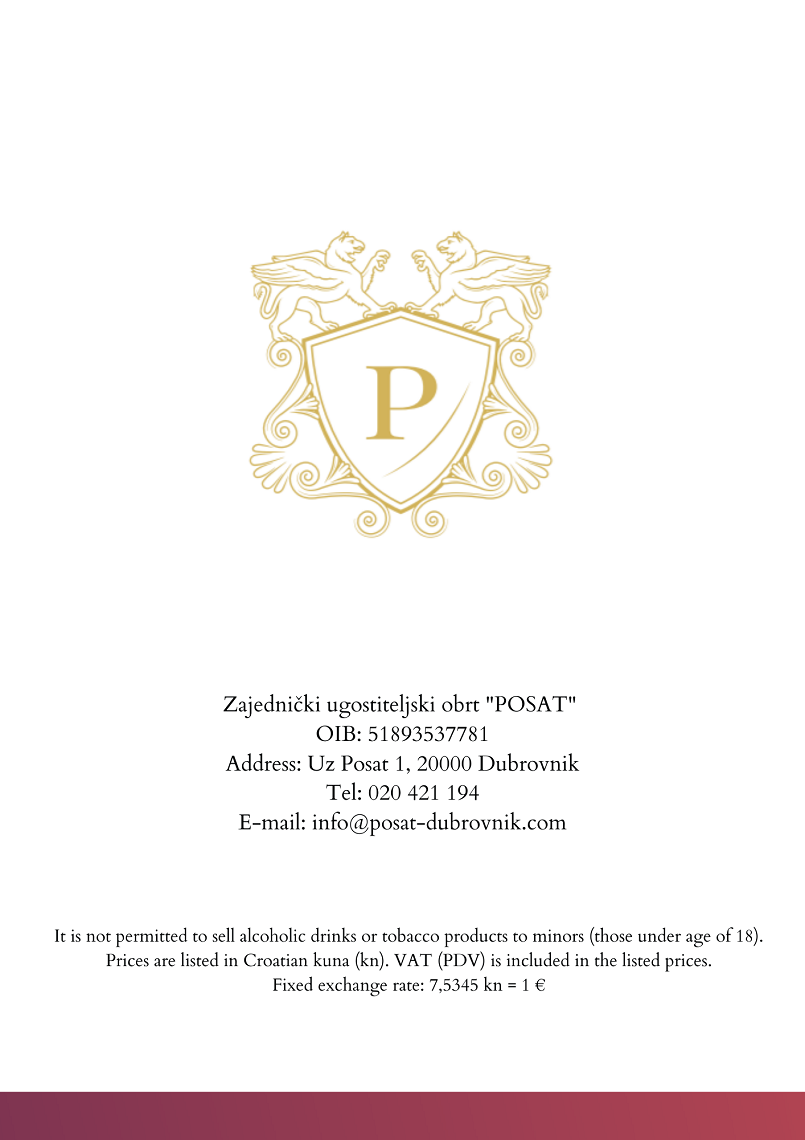 P
Zajednički ugostiteljski obrt "POSAT"
OIB: 51893537781
Address: Uz Posat 1, 20000 Dubrovnik
Tel: 020 421 194
E-mail: info@posat-dubrovnik.com
It is not permitted to sell alcoholic drinks or tobacco products to minors (those under age of 18).
Prices are listed in Croatian kuna (kn). VAT (PDV) is included in the listed prices.
Fixed exchange rate: 7,5345 kn = 1 €